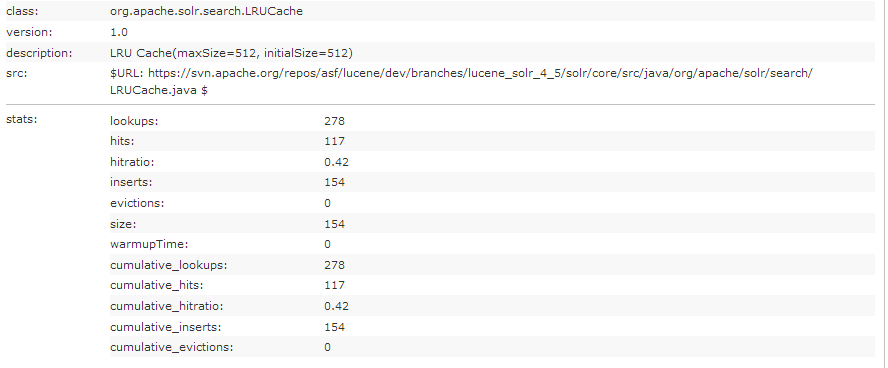 class: org.apache.solr.search.LRUCache
version: 1.0
description: LRU Cache(maxSize=512, initialSize=512)
src: $URL: https://svn.apache.org/repos/asf/lucene/dev/branches/lucene_solr_4_5/solr/core/src/java/org/apache/solr/search/
LRUCache.java $
stats: lookups: 278
hits: 117
hitratio: 0.42
inserts: 154
evictions: 0
size: 154
warmupTime: 0
cumulative_lookups: 278
cumulative_hits: 117
cumulative_hitratio: 0.42
cumulative_inserts: 154
cumulative_evictions: 0